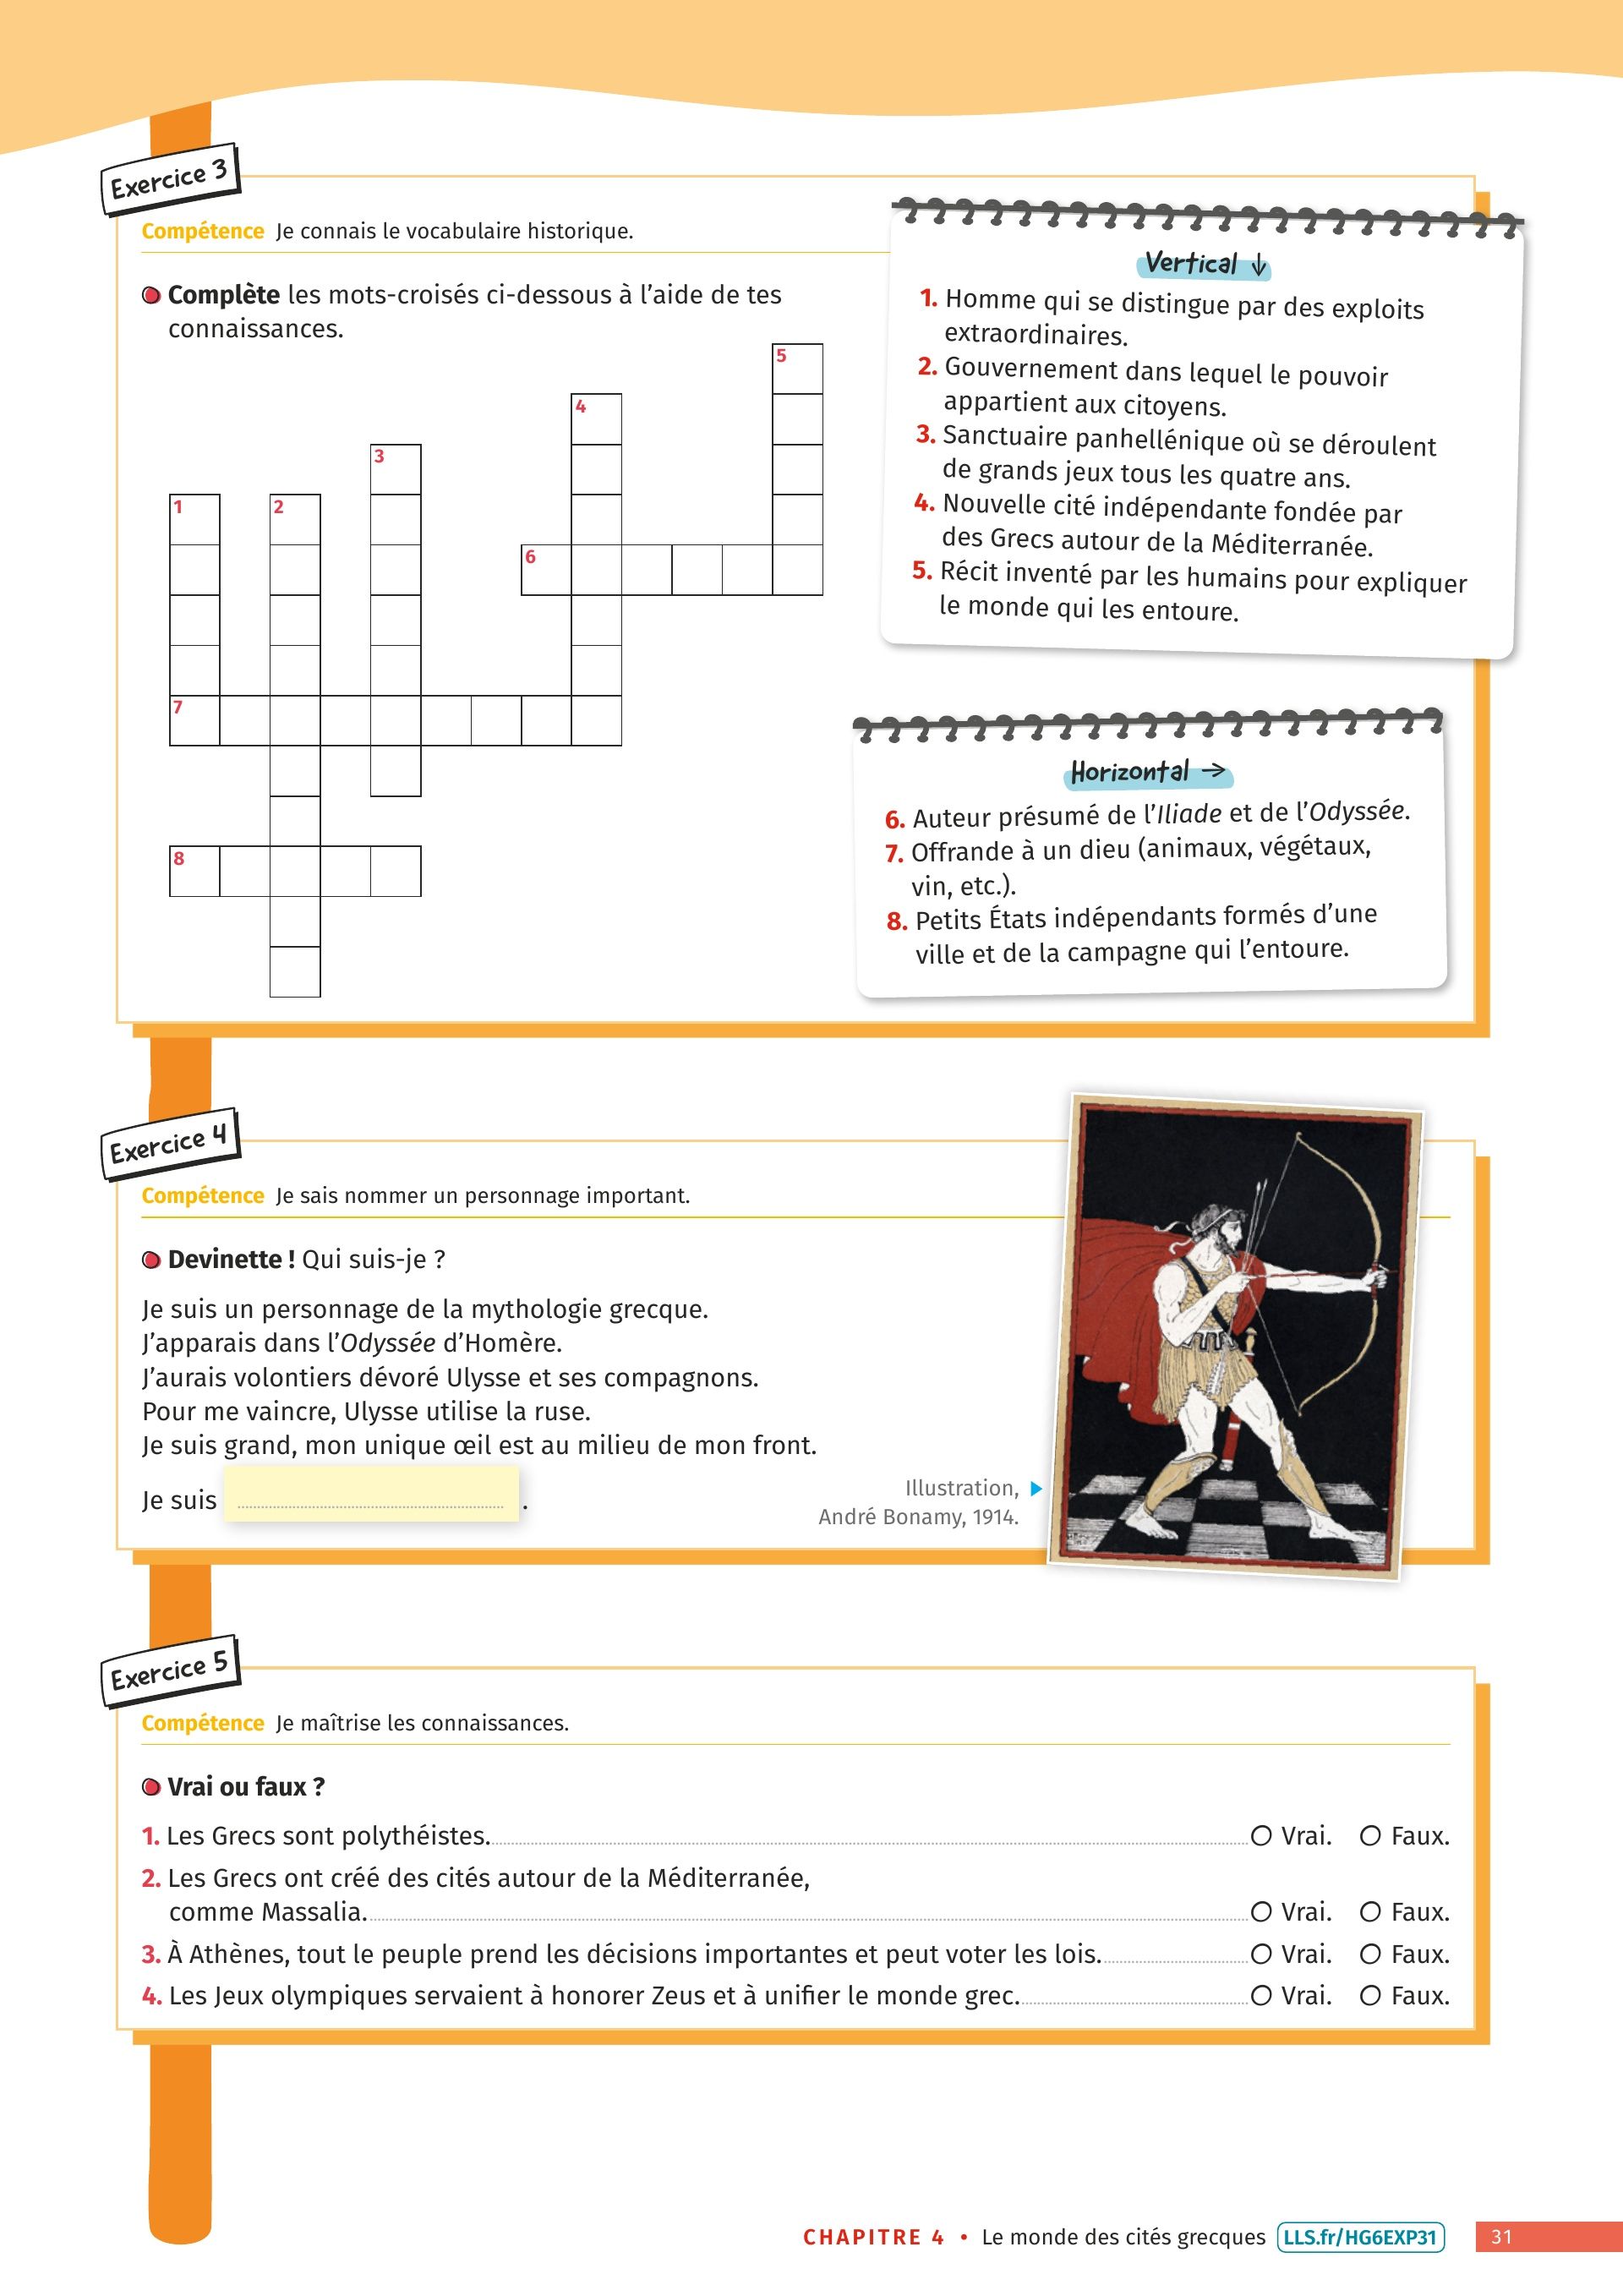 Exercice 3
Compétence Je connais le vocabulaire historique.
Complète les mots-croisés ci-dessous à l'aide de tes
connaissances.
5
4
3
1
2
6
7
8
Vertical ↓
1. Homme qui se distingue par des exploits
extraordinaires.
2. Gouvernement dans lequel le pouvoir
appartient aux citoyens.
3. Sanctuaire panhellénique où se déroulent
de grands jeux tous les quatre ans.
4. Nouvelle cité indépendante fondée par
des Grecs autour de la Méditerranée.
5. Récit inventé par les humains pour expliquer
le monde qui les entoure.
Horizontal →
6. Auteur présumé de l'Iliade et de l'Odyssée.
7. Offrande à un dieu (animaux, végétaux,
vin, etc.).
8. Petits États indépendants formés d'une
ville et de la campagne qui l'entoure.
Exercice 4
Compétence Je sais nommer un personnage important.
Devinette ! Qui suis-je ?
Je suis un personnage de la mythologie grecque.
J'apparais dans l'Odyssée d'Homère.
J'aurais volontiers dévoré Ulysse et ses compagnons.
Pour me vaincre, Ulysse utilise la ruse.
Je suis grand, mon unique œil est au milieu de mon front.
Je suis .
Illustration,
André Bonamy, 1914.
Exercice 5
Compétence Je maîtrise les connaissances.
Vrai ou faux ?
1. Les Grecs sont polythéistes. Vrai. Faux.
2. Les Grecs ont créé des cités autour de la Méditerranée,
comme Massalia. Vrai. Faux.
3. À Athènes, tout le peuple prend les décisions importantes et peut voter les lois. Vrai. Faux.
4. Les Jeux olympiques servaient à honorer Zeus et à unifier le monde grec. Vrai. Faux.
CHAPITRE 4 • Le monde des cités grecques LLS.fr/HG6EXP31 31